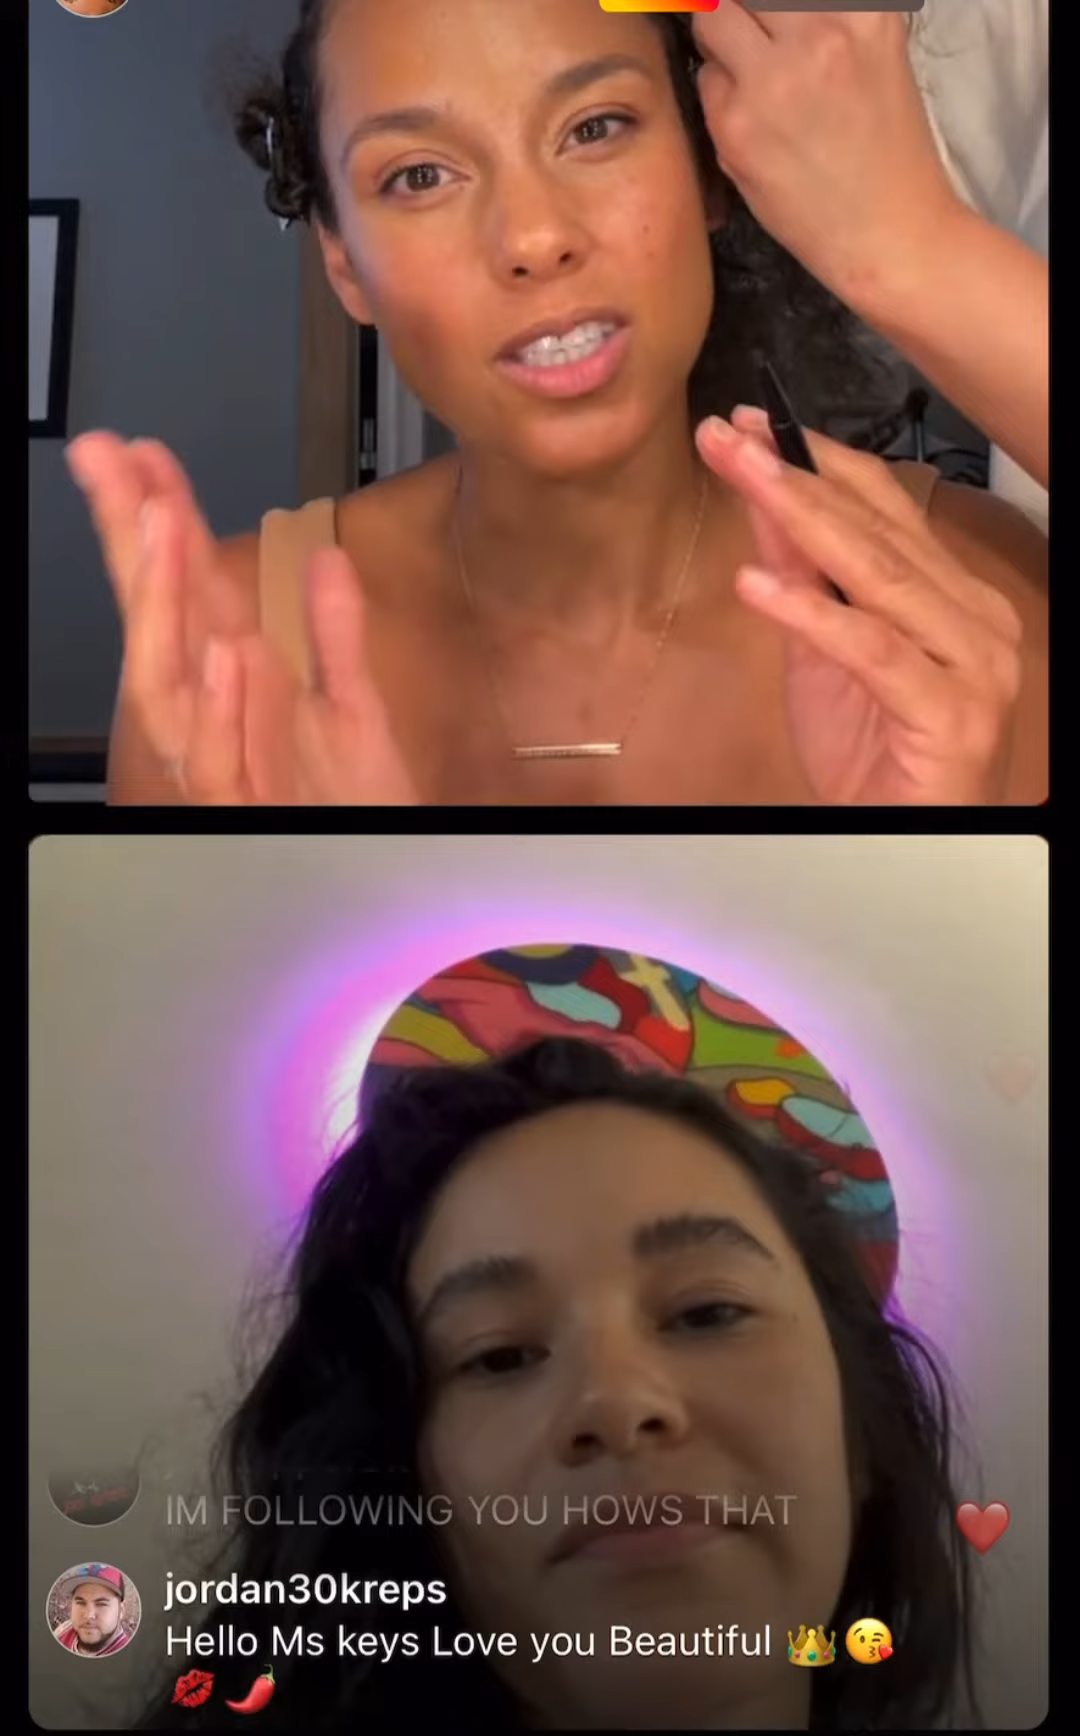 IM FOLLOWING YOU HOWS THAT
jordan30kreps
Hello Ms keys Love you Beautiful 👑😘
💋🌶️